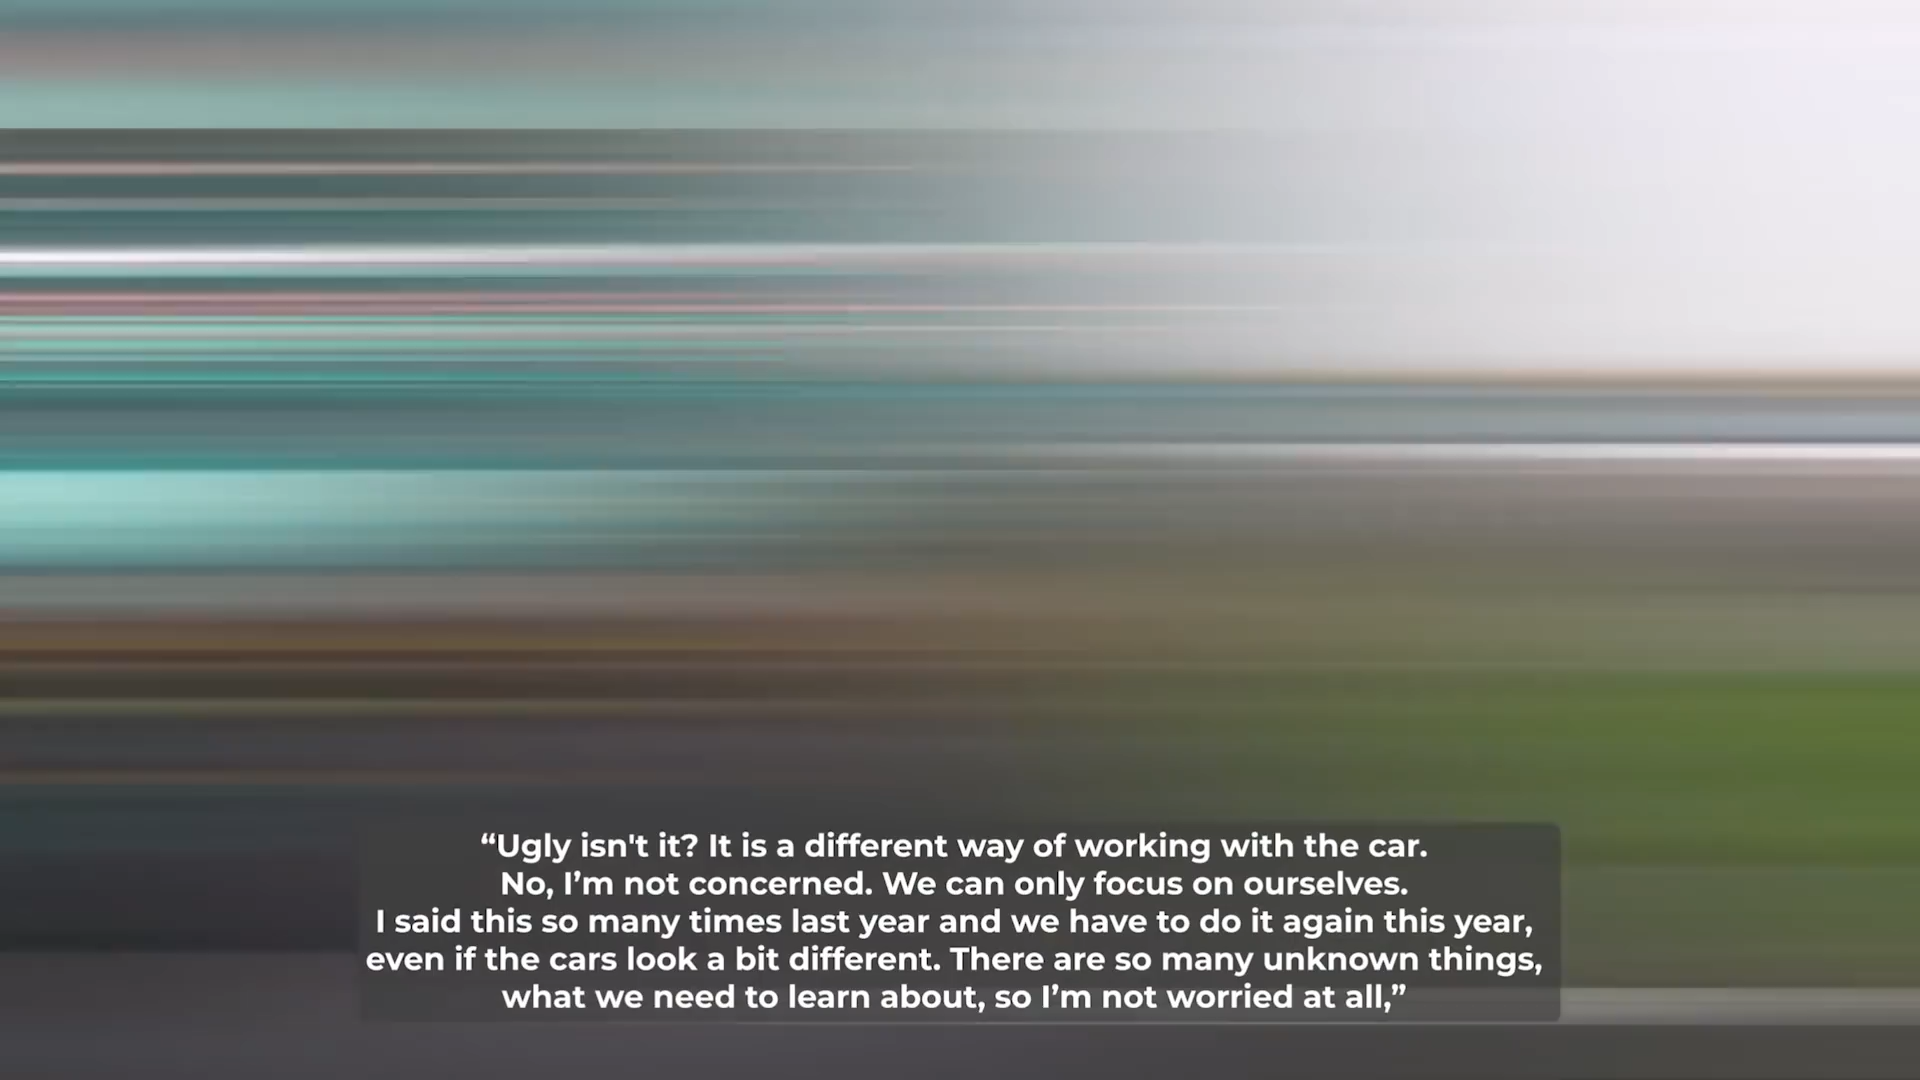 “Ugly isn't it? It is a different way of working with the car.
No, I’m not concerned. We can only focus on ourselves.
I said this so many times last year and we have to do it again this year,
even if the cars look a bit different. There are so many unknown things,
what we need to learn about, so I’m not worried at all,”